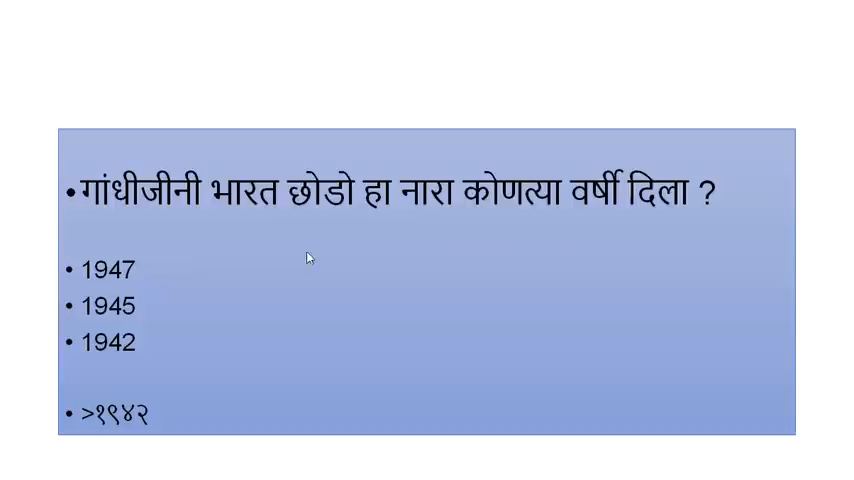 •गांधीजीनी भारत छोडो हा नारा कोणत्या वर्षी दिला ?
• 1947
• 1945
• 1942
• >१९४२